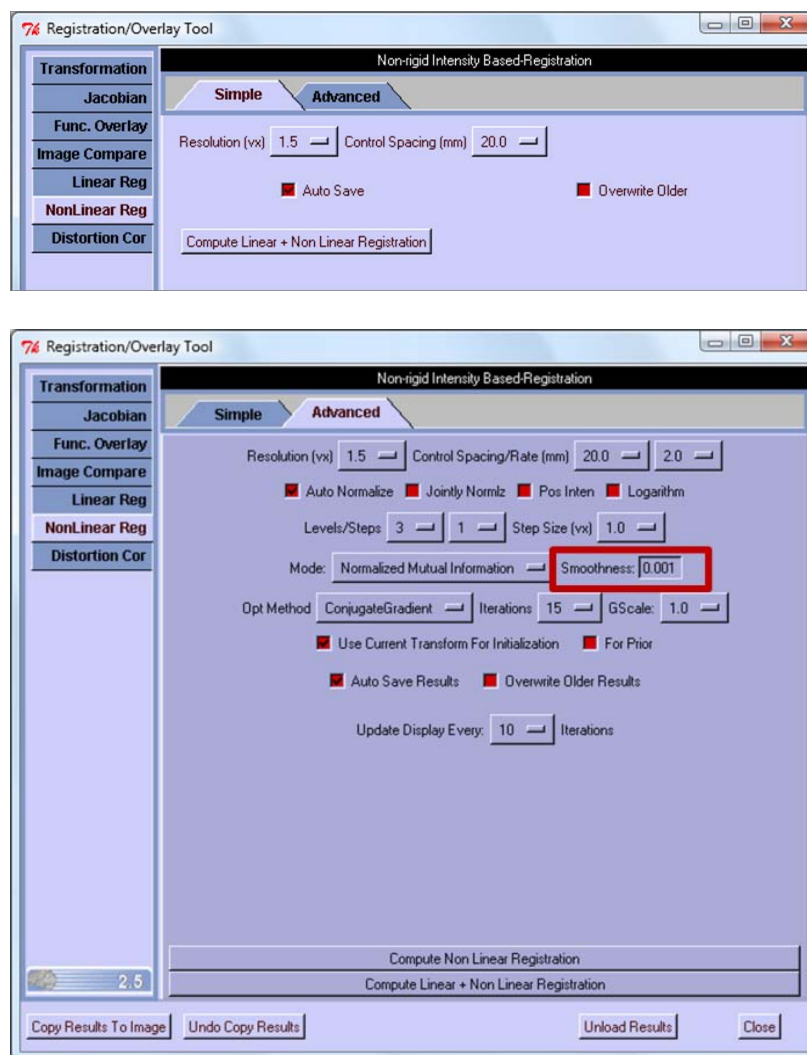 Registration/Overlay Tool
Non-rigid Intensity Based-Registration
Transformation
Jacobian
Func. Overlay
Image Compare
Linear Reg
NonLinear Reg
Distortion Cor
Simple Advanced
Resolution (vx) 1.5 Control Spacing (mm) 20.0
Auto Save Overwrite Older
Compute Linear + Non Linear Registration
Registration/Overlay Tool
Non-rigid Intensity Based-Registration
Transformation
Jacobian
Func. Overlay
Image Compare
Linear Reg
NonLinear Reg
Distortion Cor
Simple Advanced
Resolution (vx) 1.5 Control Spacing/Rate (mm) 20.0 2.0
Auto Normalize Jointly Normlz Pos Inten Logarithm
Levels/Steps 3 1 Step Size (vx) 1.0
Mode: Normalized Mutual Information Smoothness: 0.001
Opt Method ConjugateGradient Iterations 15 GScale: 1.0
Use Current Transform For Initialization For Prior
Auto Save Results Overwrite Older Results
Update Display Every: 10 Iterations
Compute Non Linear Registration
2.5 Compute Linear + Non Linear Registration
Copy Results To Image Undo Copy Results Unload Results Close